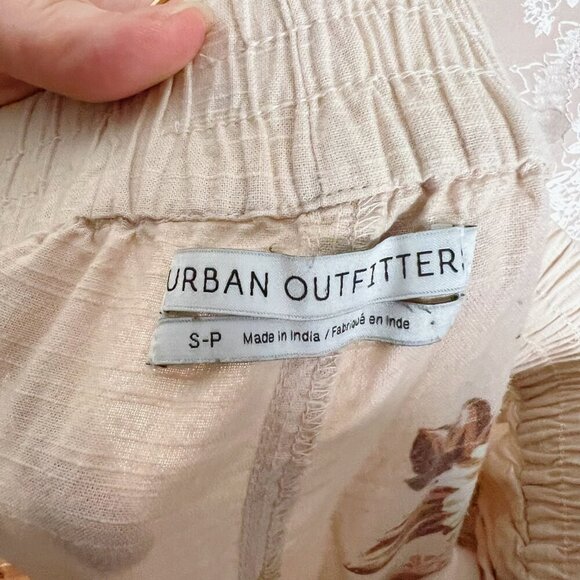 URBAN OUTFITTERS
S-P Made in India / Fabriqué en Inde